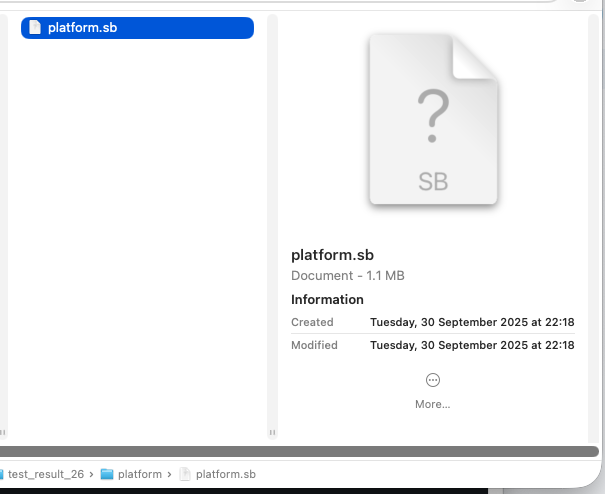 platform.sb
?
SB
platform.sb
Document - 1.1 MB
Information
Created Tuesday, 30 September 2025 at 22:18
Modified Tuesday, 30 September 2025 at 22:18
More...
test_result_26 › platform › platform.sb